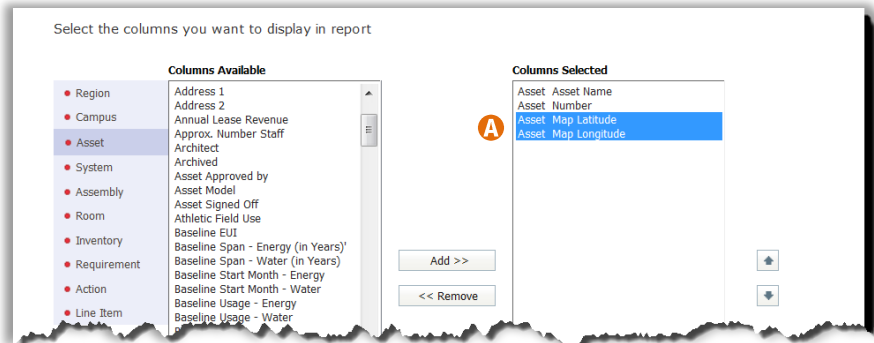 Select the columns you want to display in report
Columns Available
Columns Selected
Region
Campus
Asset
System
Assembly
Room
Inventory
Requirement
Action
Line Item
Address 1
Address 2
Annual Lease Revenue
Approx. Number Staff
Architect
Archived
Asset Approved by
Asset Model
Asset Signed Off
Athletic Field Use
Baseline EUI
Baseline Span - Energy (in Years)'
Baseline Span - Water (in Years)
Baseline Start Month - Energy
Baseline Start Month - Water
Baseline Usage - Energy
Baseline Usage - Water
Add >>
<< Remove
A
Asset Asset Name
Asset Number
Asset Map Latitude
Asset Map Longitude